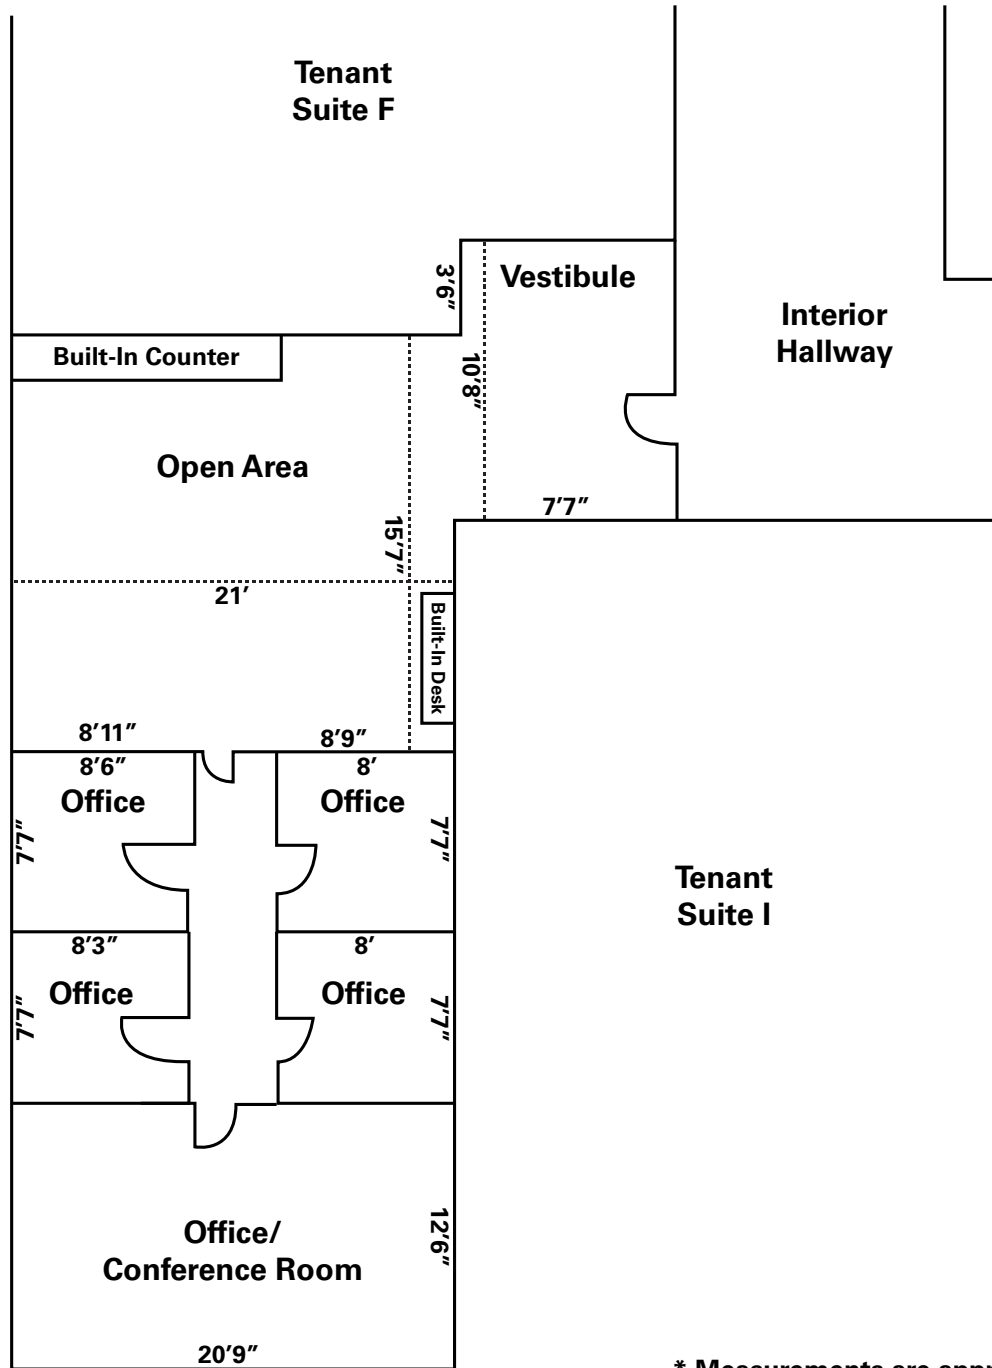 Tenant
Suite F
3′6″
Vestibule
Interior
Hallway
Built-In Counter
10′8″
Open Area
7′7″
15′7″
21′
Built-In Desk
8′11″
8′9″
8′6″
8′
Office
Office
7′7″
7′7″
Tenant
Suite I
8′3″
8′
Office
Office
7′7″
7′7″
12′6″
Office/
Conference Room
20′9″
* Measurements are